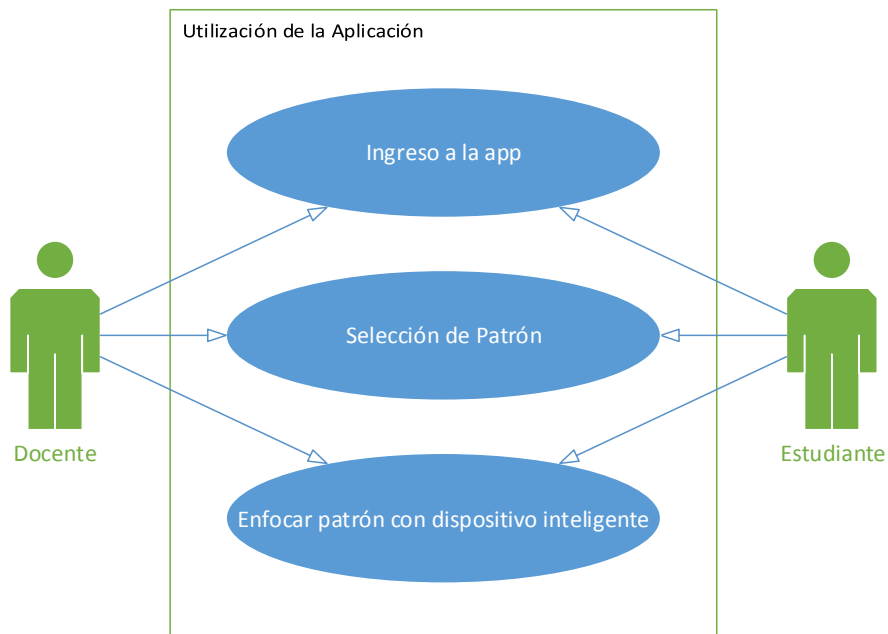 Utilización de la Aplicación
Ingreso a la app
Selección de Patrón
Docente
Estudiante
Enfocar patrón con dispositivo inteligente